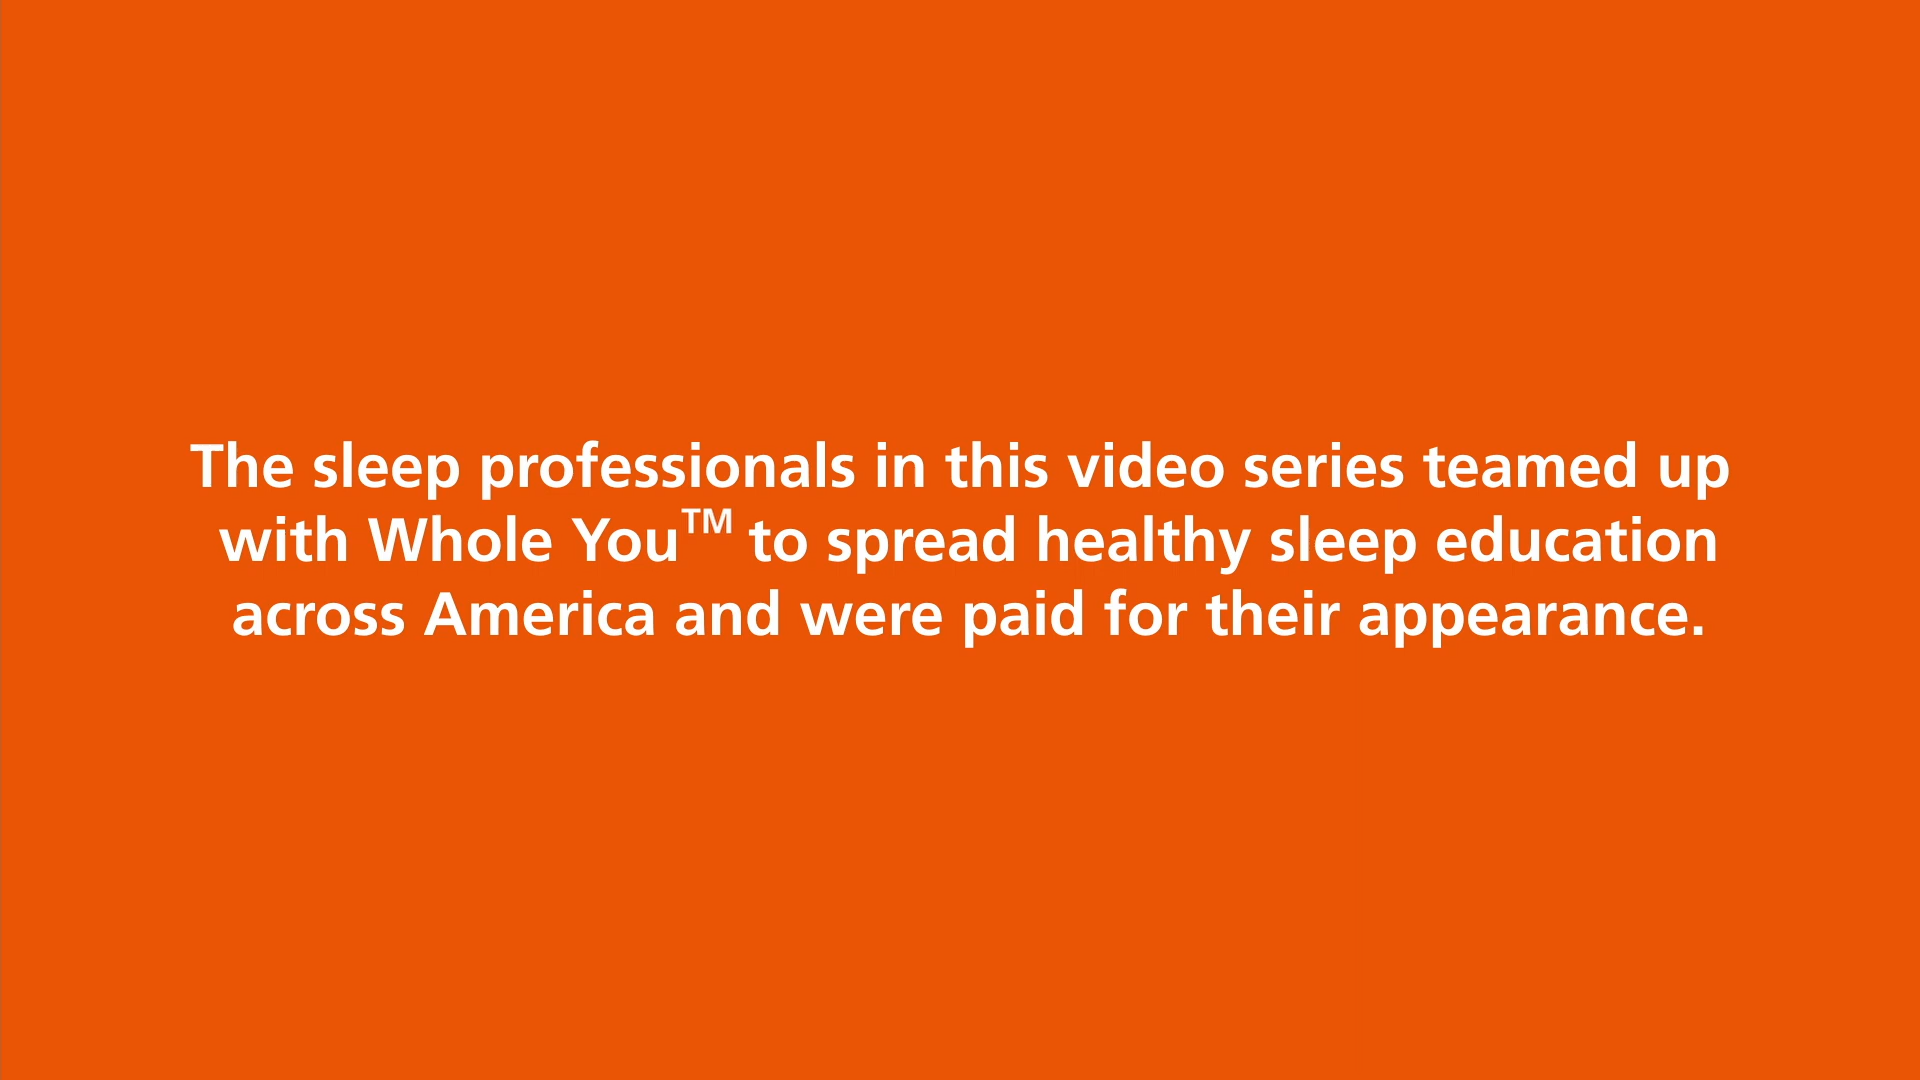 The sleep professionals in this video series teamed up
with Whole You™ to spread healthy sleep education
across America and were paid for their appearance.